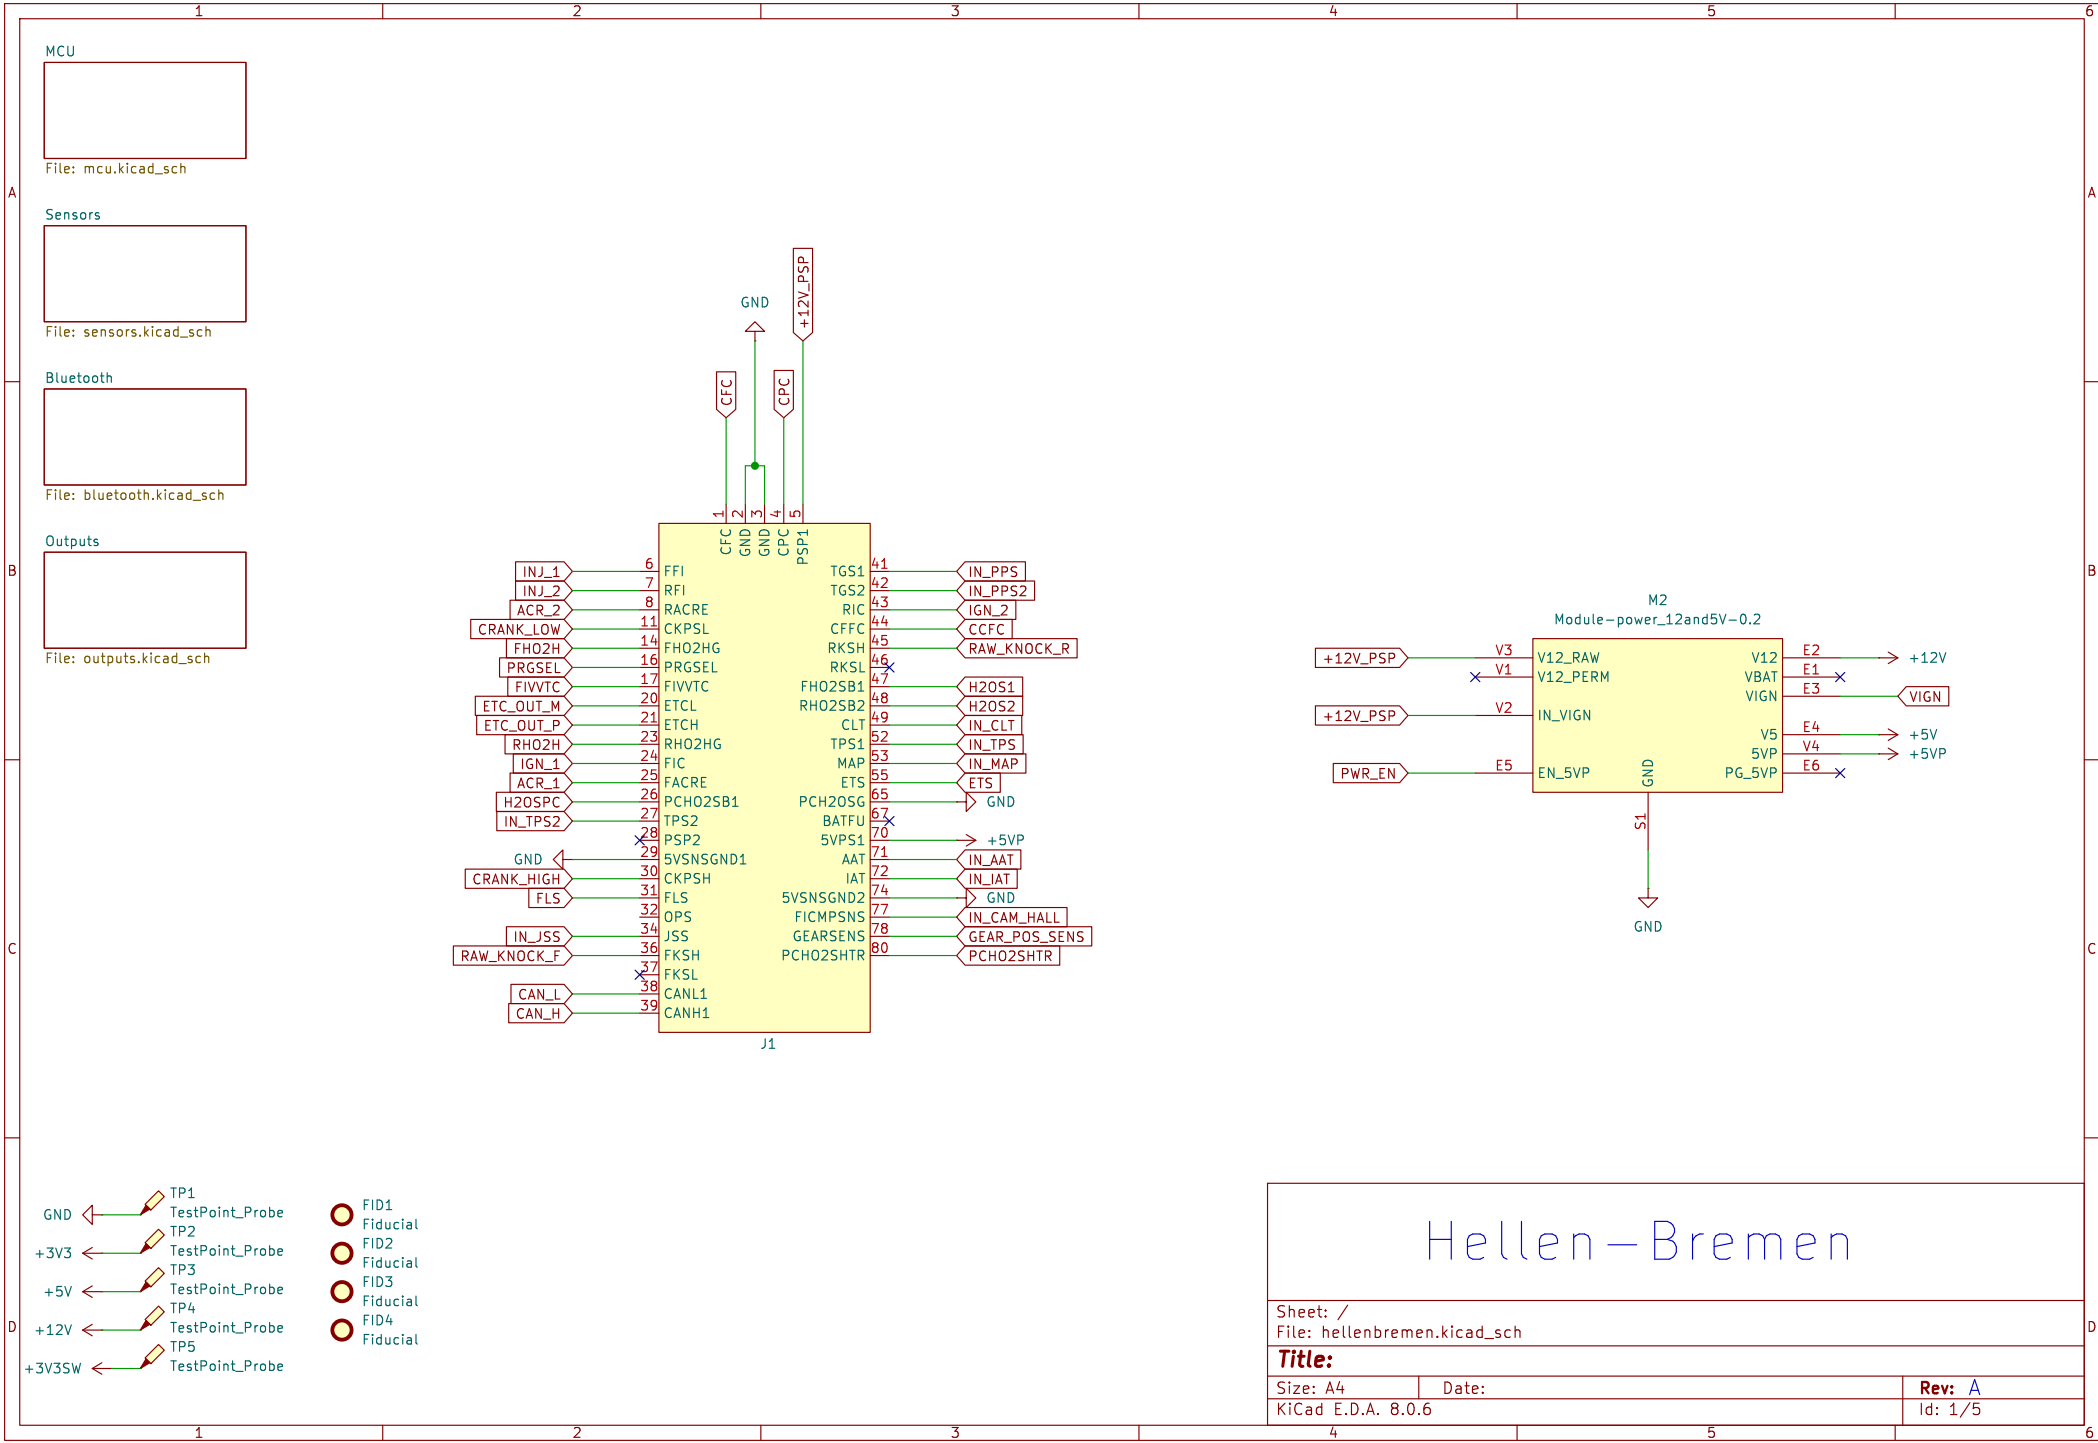 1 2 3 4 5 6
MCU
File: mcu.kicad_sch
A A
Sensors
File: sensors.kicad_sch
Bluetooth
File: bluetooth.kicad_sch
Outputs
File: outputs.kicad_sch
B B
GND
+12V_PSP
CFC
CPC
1 2 3 4 5
CFC GND GND CPC PSP1
INJ_1 6 FFI TGS1 41 IN_PPS
INJ_2 7 RFI TGS2 42 IN_PPS2
ACR_2 8 RACRE RIC 43 IGN_2
CRANK_LOW 11 CKPSL CFFC 44 CCFC
FHO2H 14 FHO2HG RKSH 45 RAW_KNOCK_R
PRGSEL 16 PRGSEL RKSL 46
FIVVTC 17 FIVVTC FHO2SB1 47 H2OS1
ETC_OUT_M 20 ETCL RHO2SB2 48 H2OS2
ETC_OUT_P 21 ETCH CLT 49 IN_CLT
RHO2H 23 RHO2HG TPS1 52 IN_TPS
IGN_1 24 FIC MAP 53 IN_MAP
ACR_1 25 FACRE ETS 55 ETS
H2OSPC 26 PCHO2SB1 PCH2OSG 65 GND
IN_TPS2 27 TPS2 BATFU 67
28 PSP2 5VPS1 70 +5VP
GND 29 5VSNSGND1 AAT 71 IN_AAT
CRANK_HIGH 30 CKPSH IAT 72 IN_IAT
FLS 31 FLS 5VSNSGND2 74 GND
32 OPS FICMPSNS 77 IN_CAM_HALL
IN_JSS 34 JSS GEARSENS 78 GEAR_POS_SENS
RAW_KNOCK_F 36 FKSH PCHO2SHTR 80 PCHO2SHTR
37 FKSL
CAN_L 38 CANL1
CAN_H 39 CANH1
J1
M2
Module-power_12and5V-0.2
+12V_PSP V3 V12_RAW V12 E2 +12V
V1 V12_PERM VBAT E1
VIGN E3 VIGN
+12V_PSP V2 IN_VIGN
V5 E4 +5V
5VP V4 +5VP
PWR_EN E5 EN_5VP PG_5VP E6
GND
S1
GND
C C
GND TP1
TestPoint_Probe
+3V3 TP2
TestPoint_Probe
+5V TP3
TestPoint_Probe
+12V TP4
TestPoint_Probe
+3V3SW TP5
TestPoint_Probe
FID1
Fiducial
FID2
Fiducial
FID3
Fiducial
FID4
Fiducial
D D
Hellen-Bremen
Sheet: /
File: hellenbremen.kicad_sch
Title:
Size: A4 Date: Rev: A
KiCad E.D.A. 8.0.6 Id: 1/5
1 2 3 4 5 6